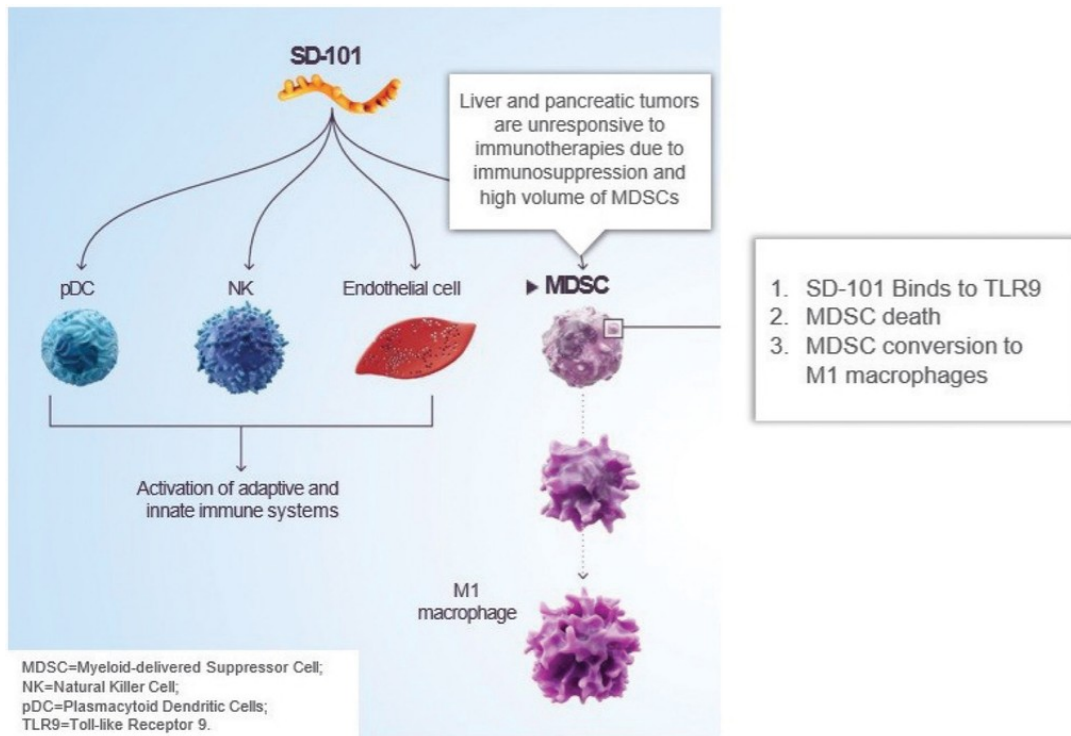 SD-101
Liver and pancreatic tumors
are unresponsive to
immunotherapies due to
immunosuppression and
high volume of MDSCs
pDC
NK
Endothelial cell
MDSC
1. SD-101 Binds to TLR9
2. MDSC death
3. MDSC conversion to
M1 macrophages
Activation of adaptive and
innate immune systems
M1
macrophage
MDSC=Myeloid-delivered Suppressor Cell;
NK=Natural Killer Cell;
pDC=Plasmacytoid Dendritic Cells;
TLR9=Toll-like Receptor 9.